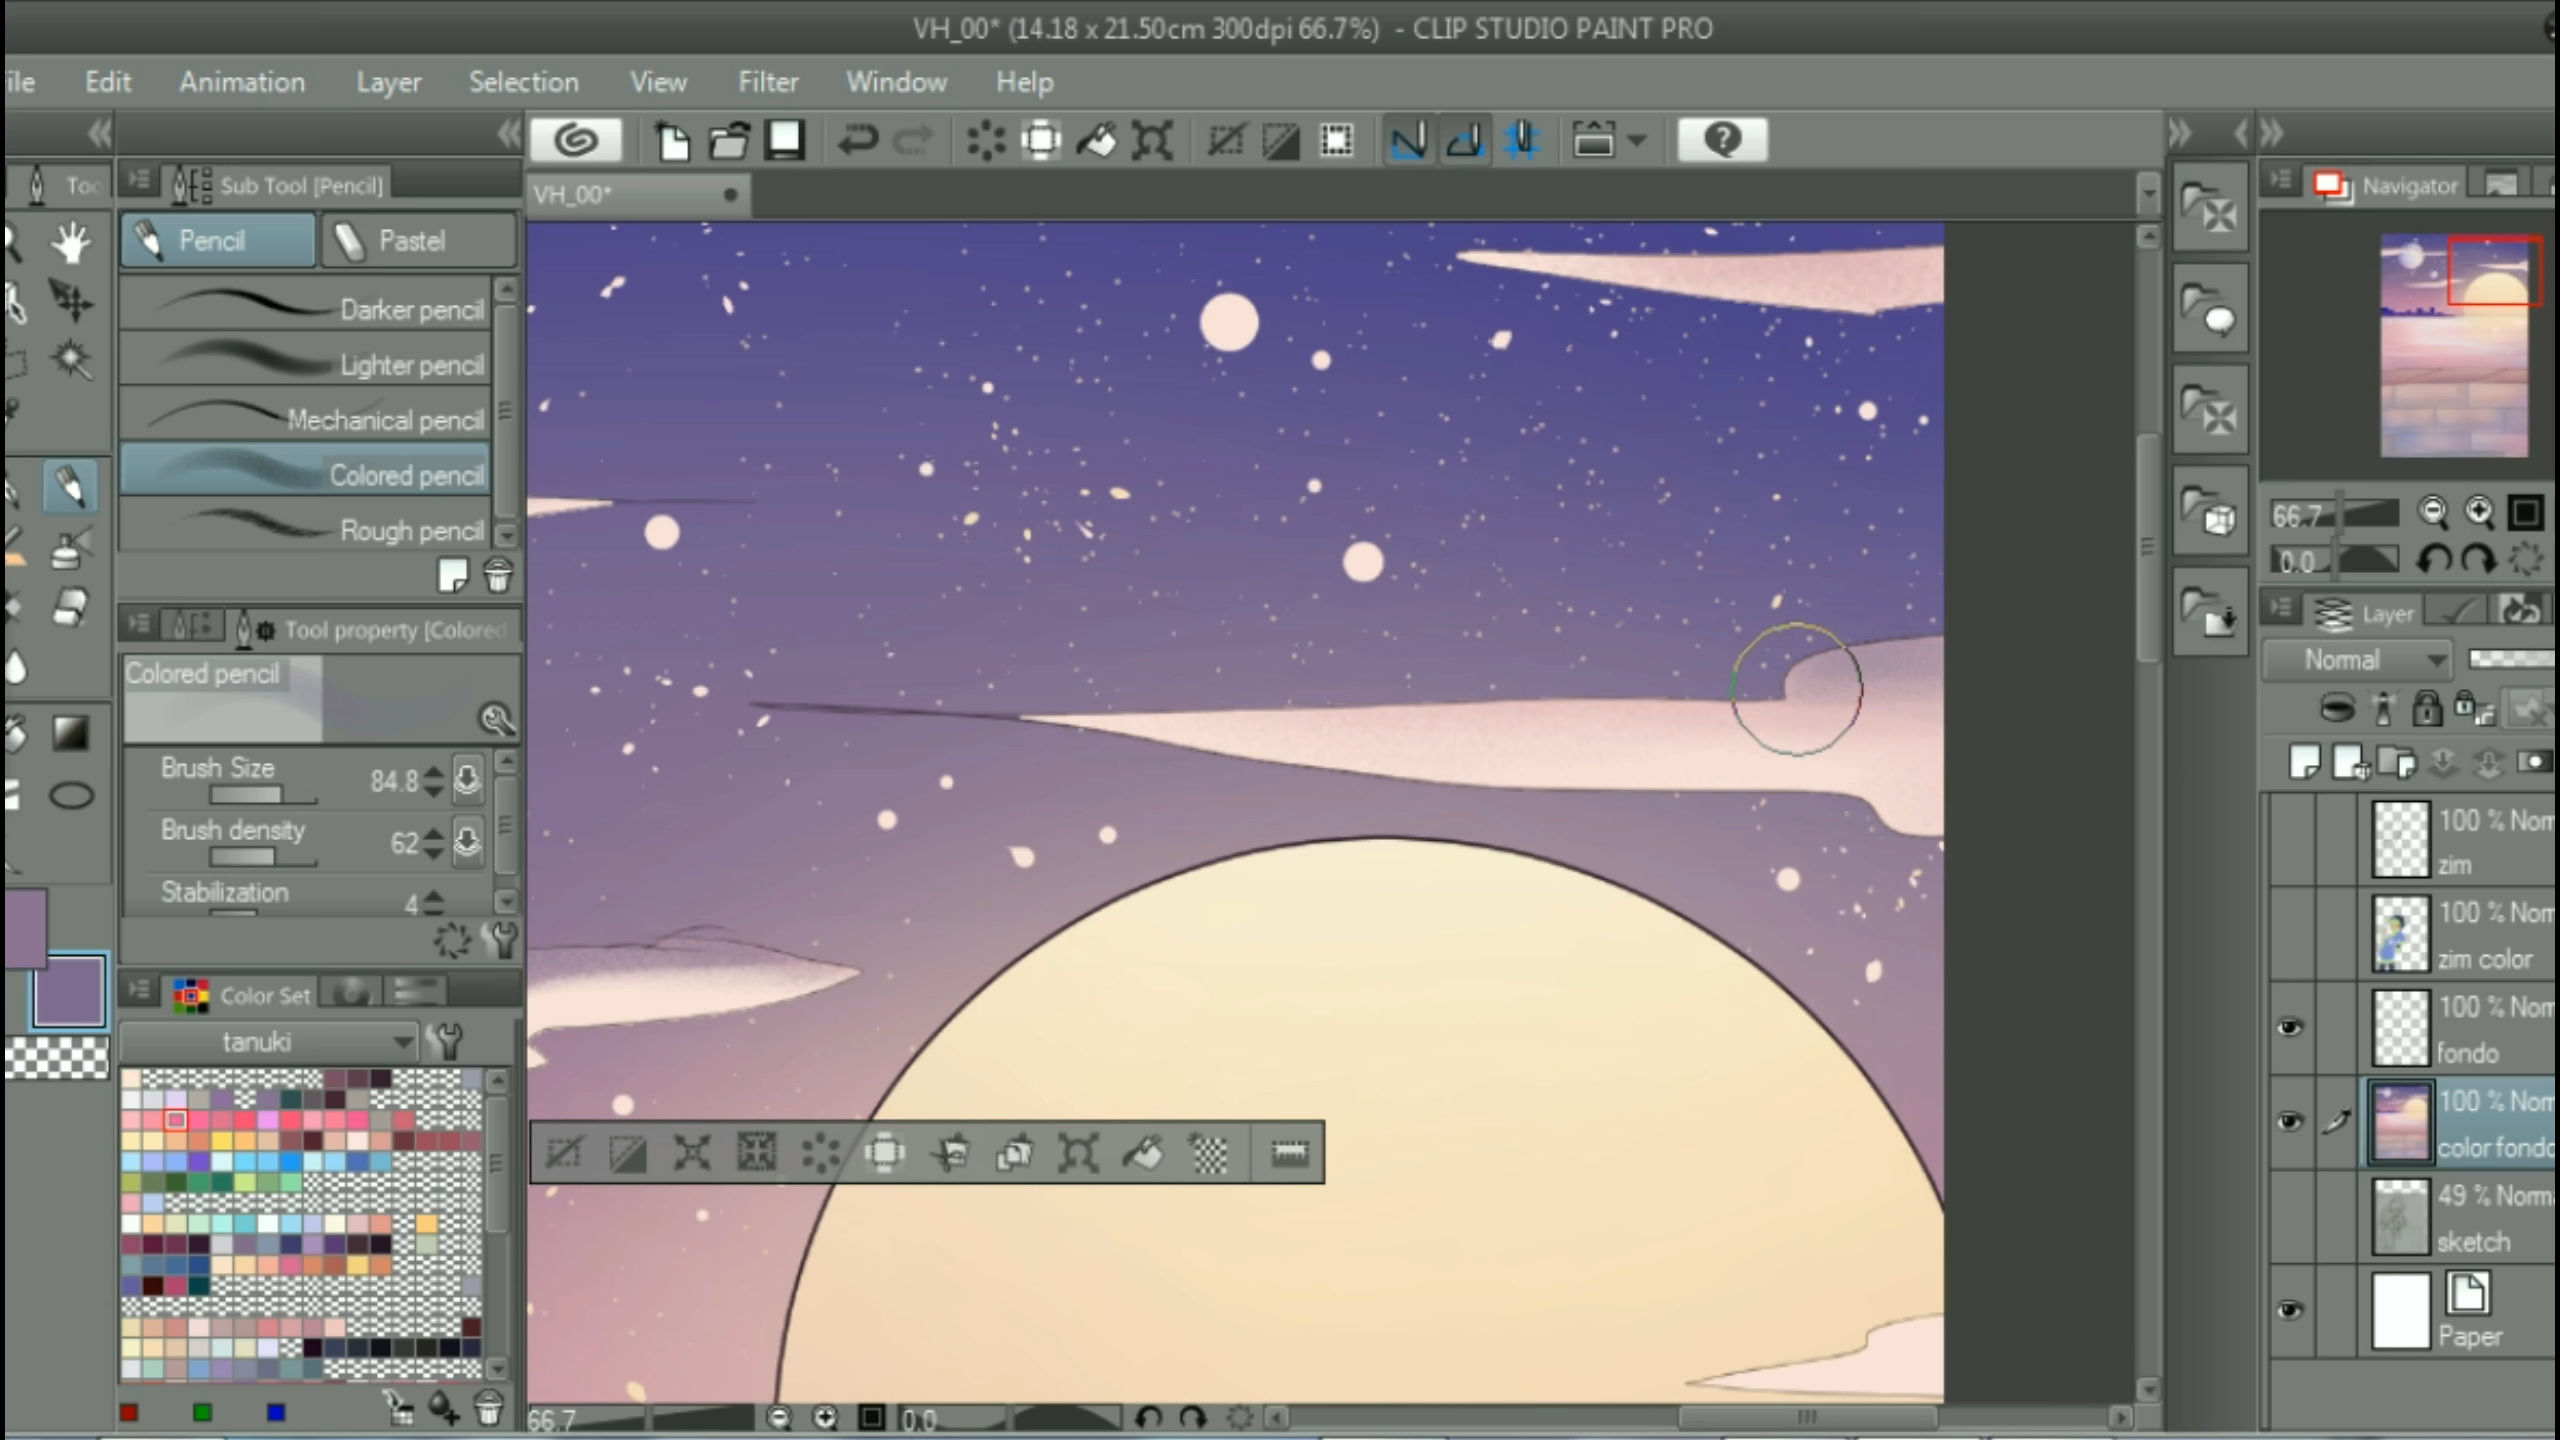 VH_00* (14.18 x 21.50cm 300dpi 66.7%) - CLIP STUDIO PAINT PRO
ile Edit Animation Layer Selection View Filter Window Help
Too
Sub Tool [Pencil]
VH_00*
Navigator
Pencil
Pastel
Darker pencil
Lighter pencil
Mechanical pencil
Colored pencil
Rough pencil
Tool property [Colored
Colored pencil
Brush Size 84.8
Brush density 62
Stabilization 4
Color Set
tanuki
66.7
0.0
66.7
0.0
Layer
Normal
100 % Nor
zim
100 % Nor
zim color
100 % Nor
fondo
100 % Nor
color fondo
49 % Norm
sketch
Paper